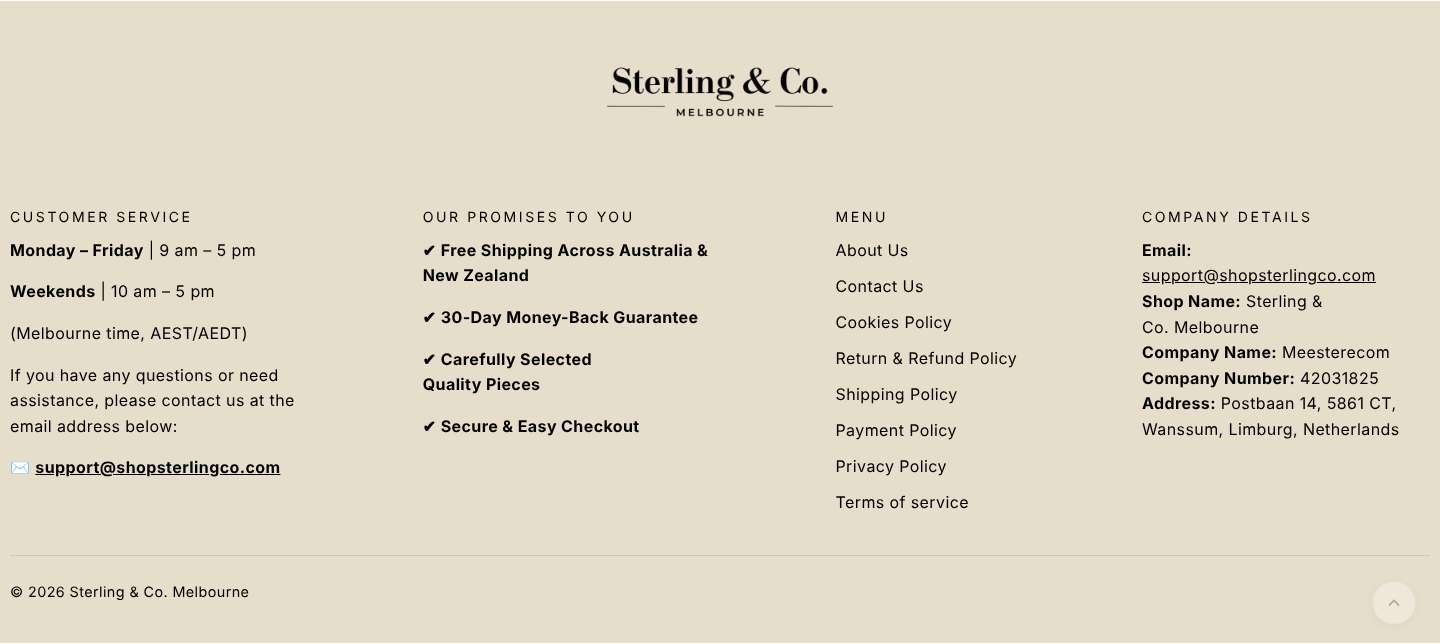 Sterling & Co.
MELBOURNE
CUSTOMER SERVICE
Monday – Friday | 9 am – 5 pm
Weekends | 10 am – 5 pm
(Melbourne time, AEST/AEDT)
If you have any questions or need
assistance, please contact us at the
email address below:
✉️ support@shopsterlingco.com
OUR PROMISES TO YOU
✔ Free Shipping Across Australia &
New Zealand
✔ 30-Day Money-Back Guarantee
✔ Carefully Selected
Quality Pieces
✔ Secure & Easy Checkout
MENU
About Us
Contact Us
Cookies Policy
Return & Refund Policy
Shipping Policy
Payment Policy
Privacy Policy
Terms of service
COMPANY DETAILS
Email:
support@shopsterlingco.com
Shop Name: Sterling &
Co. Melbourne
Company Name: Meesterecom
Company Number: 42031825
Address: Postbaan 14, 5861 CT,
Wanssum, Limburg, Netherlands
© 2026 Sterling & Co. Melbourne